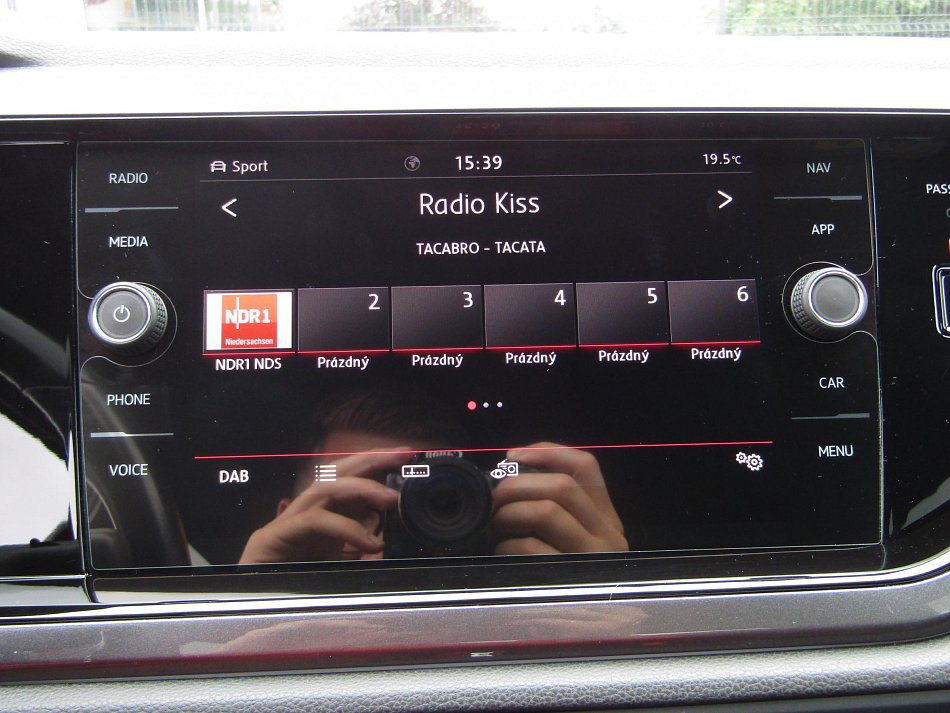 RADIO
MEDIA
PHONE
VOICE
Sport
15:39
19.5°C
<
Radio Kiss
>
TACABRO - TACATA
NDR1
Niedersachsen
2
3
4
5
6
NDR1 NDS
Prázdný
Prázdný
Prázdný
Prázdný
Prázdný
DAB
NAV
APP
CAR
MENU
PASS